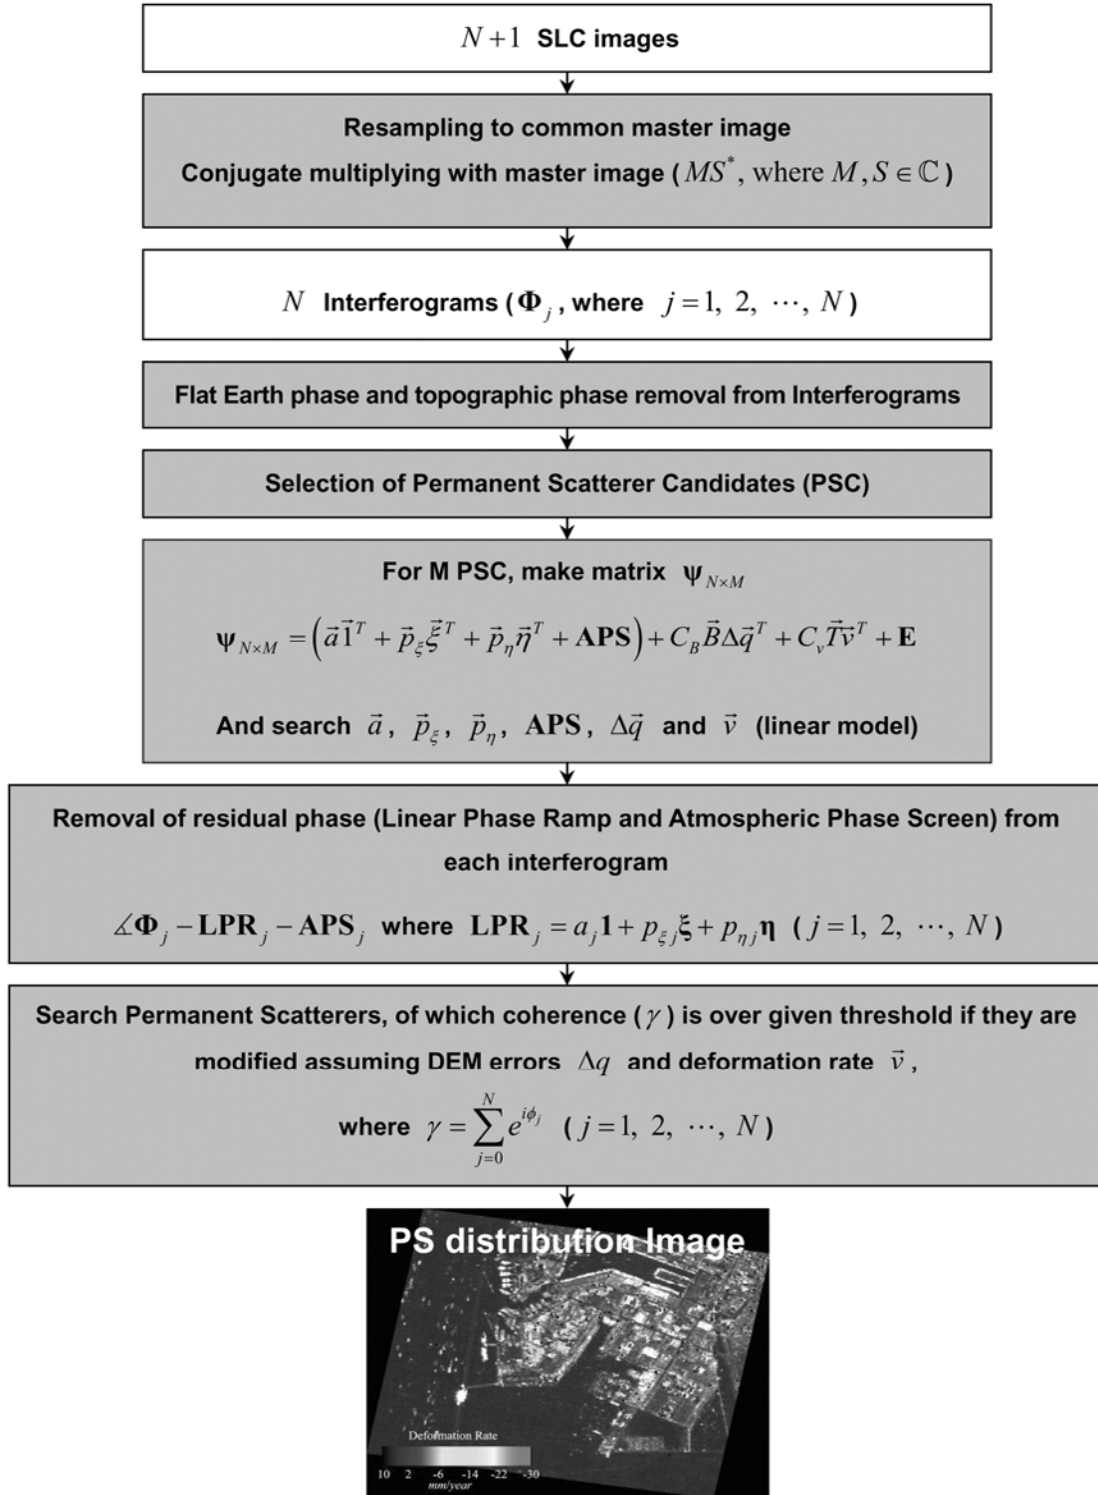 N+1 SLC images
Resampling to common master image
Conjugate multiplying with master image ( MS*, where M, S ∈ ℂ )
N Interferograms ( Φ_j , where j = 1, 2, ⋯, N )
Flat Earth phase and topographic phase removal from Interferograms
Selection of Permanent Scatterer Candidates (PSC)
For M PSC, make matrix ψ_{N×M}
ψ_{N×M} = ( a⃗1⃗^T + p⃗_ξ ξ⃗^T + p⃗_η η⃗^T + APS ) + C_B B⃗Δq⃗^T + C_v T⃗v⃗^T + E
And search a⃗ , p⃗_ξ , p⃗_η , APS , Δq⃗ and v⃗ (linear model)
Removal of residual phase (Linear Phase Ramp and Atmospheric Phase Screen) from
each interferogram
∡Φ_j − LPR_j − APS_j where LPR_j = a_j 1 + p_{ξj} ξ + p_{ηj} η ( j = 1, 2, ⋯, N )
Search Permanent Scatterers, of which coherence ( γ ) is over given threshold if they are
modified assuming DEM errors Δq and deformation rate v⃗ ,
where γ = ∑_{j=0}^{N} e^{iϕ_j} ( j = 1, 2, ⋯, N )
PS distribution Image
Deformation Rate
10 2 -6 -14 -22 -30
mm/year